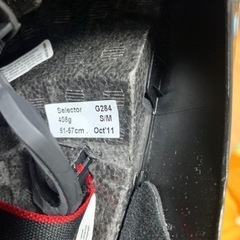 Selector G284
408g S/M
51-57cm. Oct'11